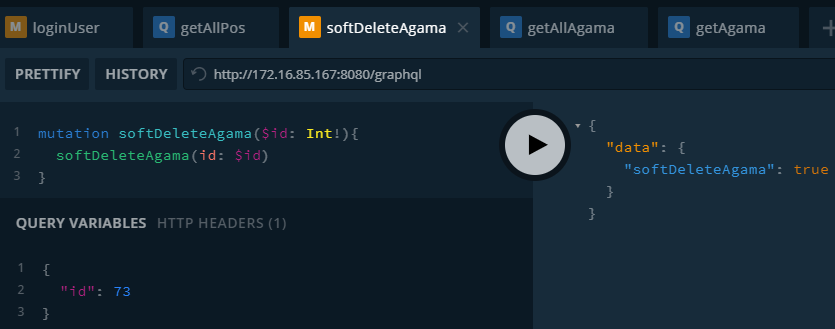 M loginUser Q getAllPos M softDeleteAgama × Q getAllAgama Q getAgama +
PRETTIFY HISTORY http://172.16.85.167:8080/graphql
1 mutation softDeleteAgama($id: Int!){
2 softDeleteAgama(id: $id)
3 }
{
"data": {
"softDeleteAgama": true
}
}
QUERY VARIABLES HTTP HEADERS (1)
1 {
2 "id": 73
3 }